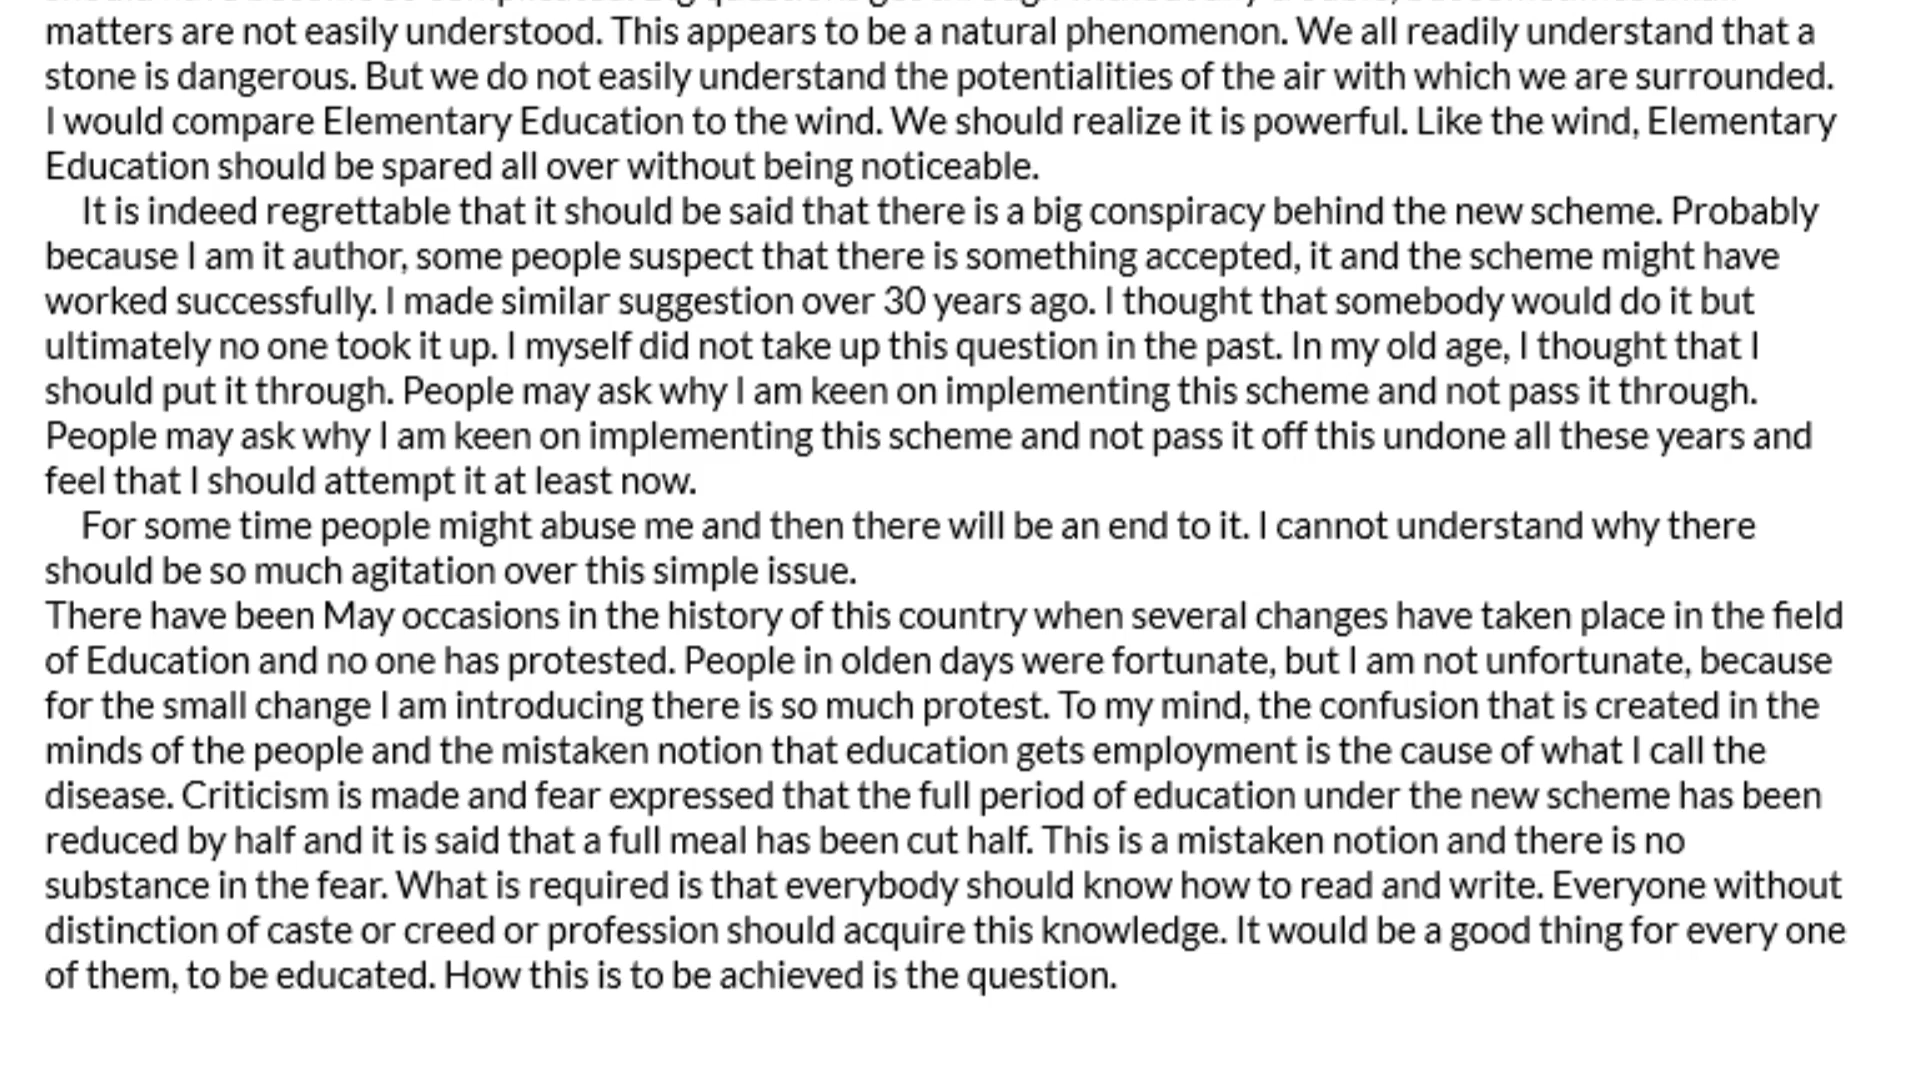 matters are not easily understood. This appears to be a natural phenomenon. We all readily understand that a
stone is dangerous. But we do not easily understand the potentialities of the air with which we are surrounded.
I would compare Elementary Education to the wind. We should realize it is powerful. Like the wind, Elementary
Education should be spared all over without being noticeable.
It is indeed regrettable that it should be said that there is a big conspiracy behind the new scheme. Probably
because I am it author, some people suspect that there is something accepted, it and the scheme might have
worked successfully. I made similar suggestion over 30 years ago. I thought that somebody would do it but
ultimately no one took it up. I myself did not take up this question in the past. In my old age, I thought that I
should put it through. People may ask why I am keen on implementing this scheme and not pass it through.
People may ask why I am keen on implementing this scheme and not pass it off this undone all these years and
feel that I should attempt it at least now.
For some time people might abuse me and then there will be an end to it. I cannot understand why there
should be so much agitation over this simple issue.
There have been May occasions in the history of this country when several changes have taken place in the field
of Education and no one has protested. People in olden days were fortunate, but I am not unfortunate, because
for the small change I am introducing there is so much protest. To my mind, the confusion that is created in the
minds of the people and the mistaken notion that education gets employment is the cause of what I call the
disease. Criticism is made and fear expressed that the full period of education under the new scheme has been
reduced by half and it is said that a full meal has been cut half. This is a mistaken notion and there is no
substance in the fear. What is required is that everybody should know how to read and write. Everyone without
distinction of caste or creed or profession should acquire this knowledge. It would be a good thing for every one
of them, to be educated. How this is to be achieved is the question.